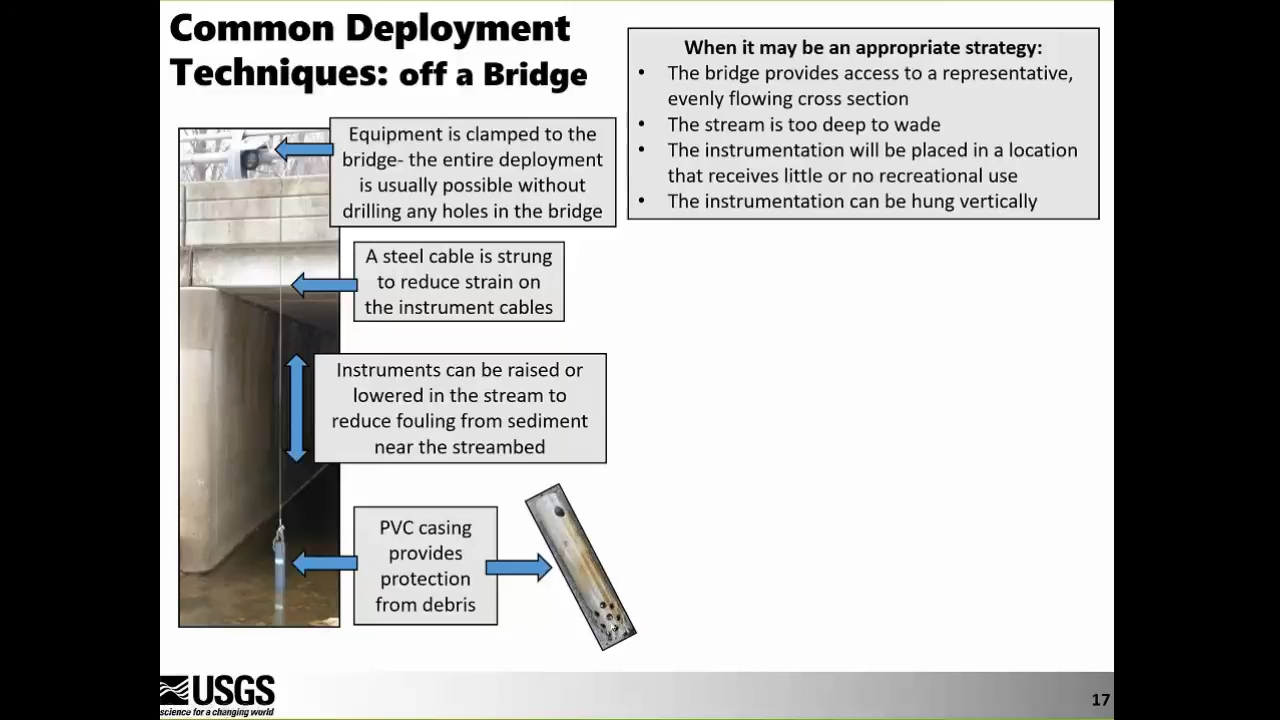 Common Deployment
Techniques: off a Bridge
Equipment is clamped to the
bridge- the entire deployment
is usually possible without
drilling any holes in the bridge
A steel cable is strung
to reduce strain on
the instrument cables
Instruments can be raised or
lowered in the stream to
reduce fouling from sediment
near the streambed
PVC casing
provides
protection
from debris
When it may be an appropriate strategy:
• The bridge provides access to a representative,
evenly flowing cross section
• The stream is too deep to wade
• The instrumentation will be placed in a location
that receives little or no recreational use
• The instrumentation can be hung vertically
USGS
science for a changing world
17